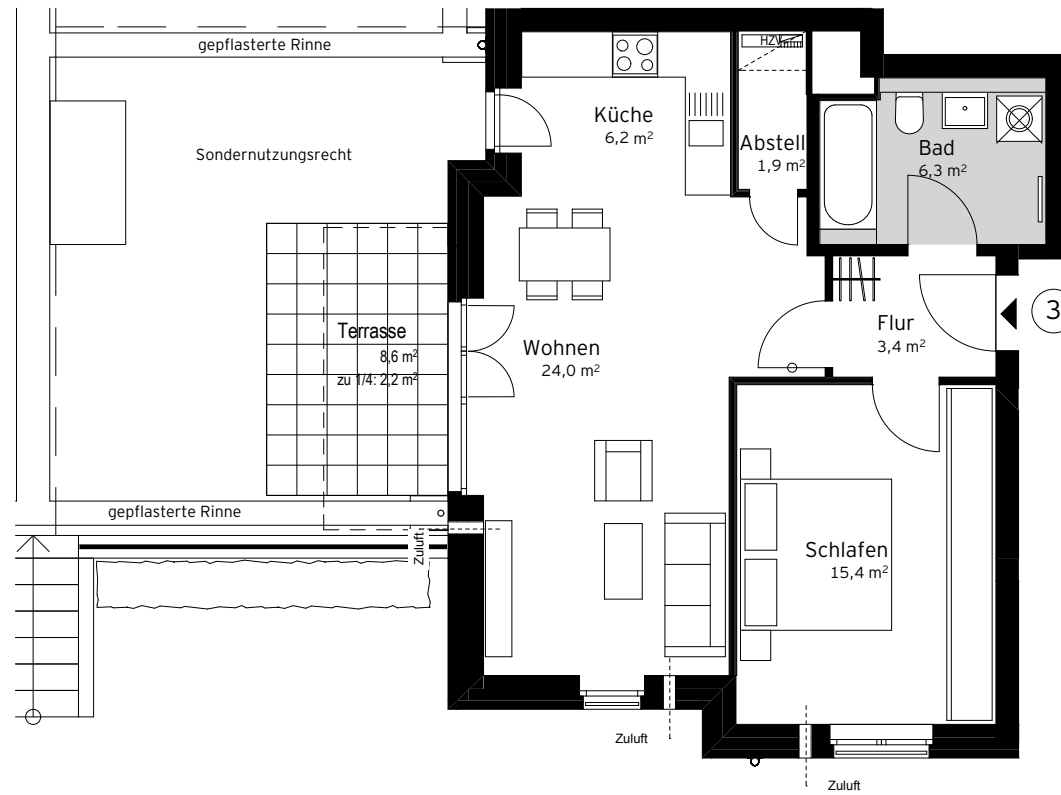 gepflasterte Rinne
Sondernutzungsrecht
Terrasse
8,6 m²
zu 1/4: 2,2 m²
gepflasterte Rinne
Zuluft
Küche
6,2 m²
HZV
Abstell
1,9 m²
Bad
6,3 m²
Wohnen
24,0 m²
Flur
3,4 m²
3
Schlafen
15,4 m²
Zuluft
Zuluft